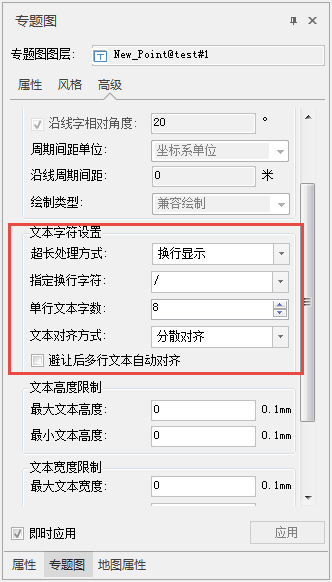 专题图
专题图图层: New_Point@test#1
属性 风格 高级
沿线字相对角度: 20 °
周期间距单位: 坐标系单位
沿线周期间距: 0 米
绘制类型: 兼容绘制
文本字符设置
超长处理方式: 换行显示
指定换行字符: /
单行文本字数: 8
文本对齐方式: 分散对齐
避让后多行文本自动对齐
文本高度限制
最大文本高度: 0 0.1mm
最小文本高度: 0 0.1mm
文本宽度限制
最大文本宽度: 0 0.1mm
即时应用 应用
属性 专题图 地图属性